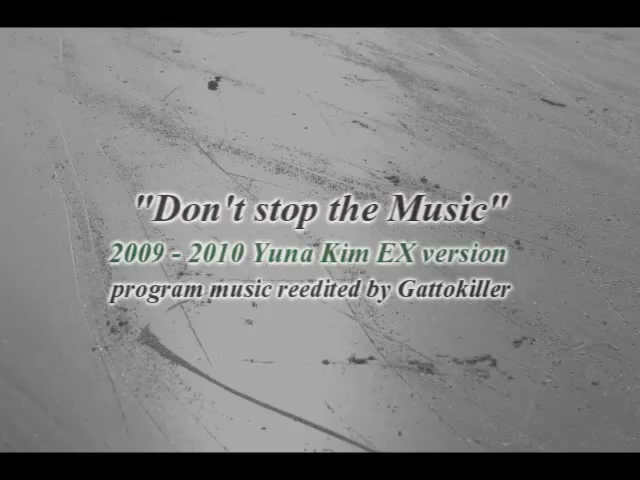 "Don't stop the Music"
2009 - 2010 Yuna Kim EX version
program music reedited by Gattokiller